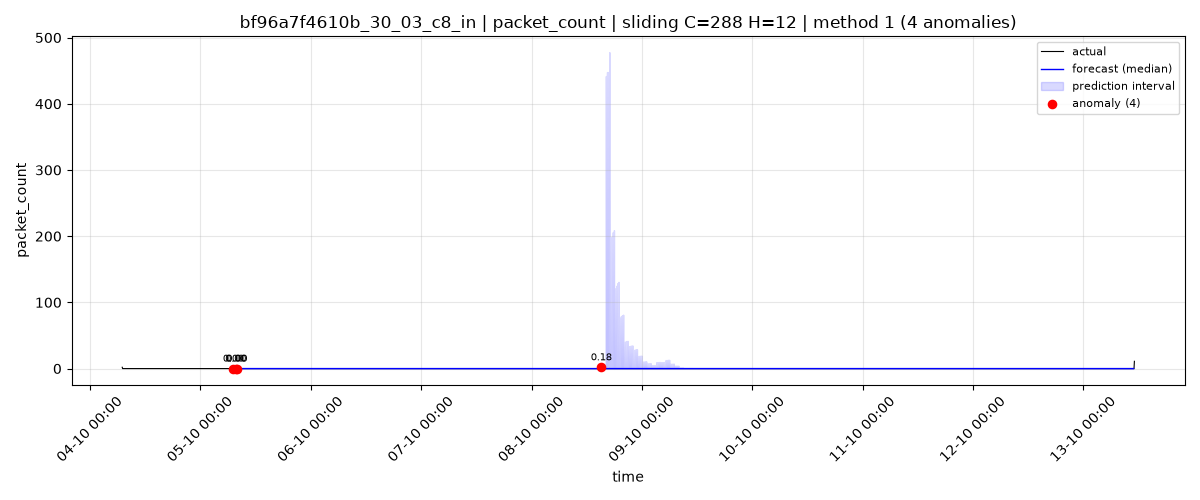 bf96a7f4610b_30_03_c8_in | packet_count | sliding C=288 H=12 | method 1 (4 anomalies)
actual
forecast (median)
prediction interval
anomaly (4)
packet_count
500
400
300
200
100
0
0.00
0.18
04-10 00:00
05-10 00:00
06-10 00:00
07-10 00:00
08-10 00:00
09-10 00:00
10-10 00:00
11-10 00:00
12-10 00:00
13-10 00:00
time